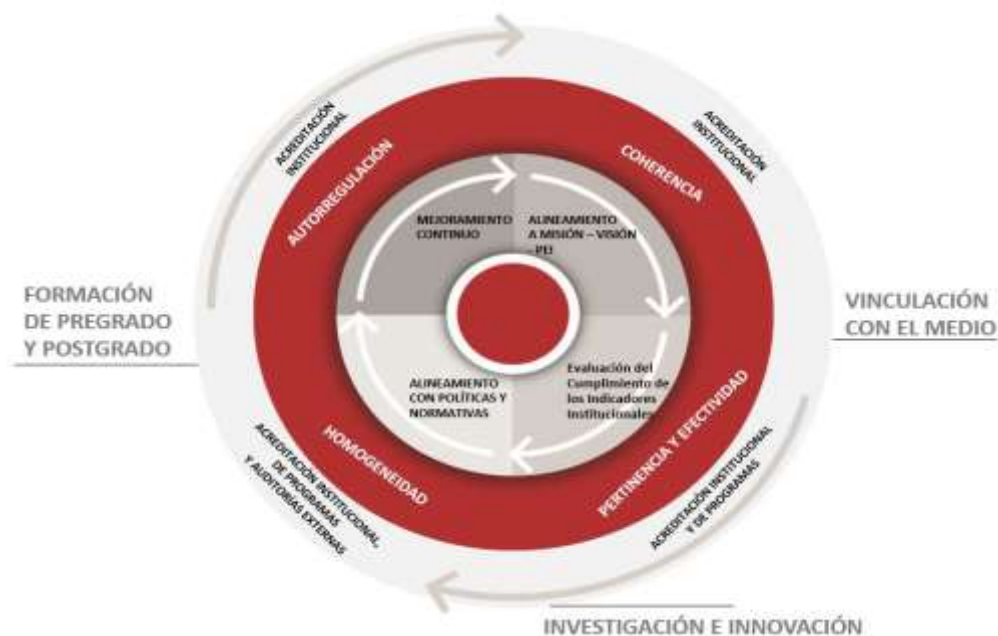 ACREDITACIÓN
INSTITUCIONAL
ACREDITACIÓN
INSTITUCIONAL
AUTORREGULACIÓN
COHERENCIA
MEJORAMIENTO
CONTINUO
ALINEAMIENTO
A MISIÓN – VISIÓN
- PEI
FORMACIÓN
DE PREGRADO
Y POSTGRADO
VINCULACIÓN
CON EL MEDIO
ALINEAMIENTO
CON POLÍTICAS Y
NORMATIVAS
Evaluación del
Cumplimiento de
los Indicadores
Institucionales
HOMOGENEIDAD
PERTINENCIA Y EFECTIVIDAD
ACREDITACIÓN INSTITUCIONAL,
DE PROGRAMAS
Y AUDITORÍAS EXTERNAS
ACREDITACIÓN INSTITUCIONAL
Y DE PROGRAMAS
INVESTIGACIÓN E INNOVACIÓN